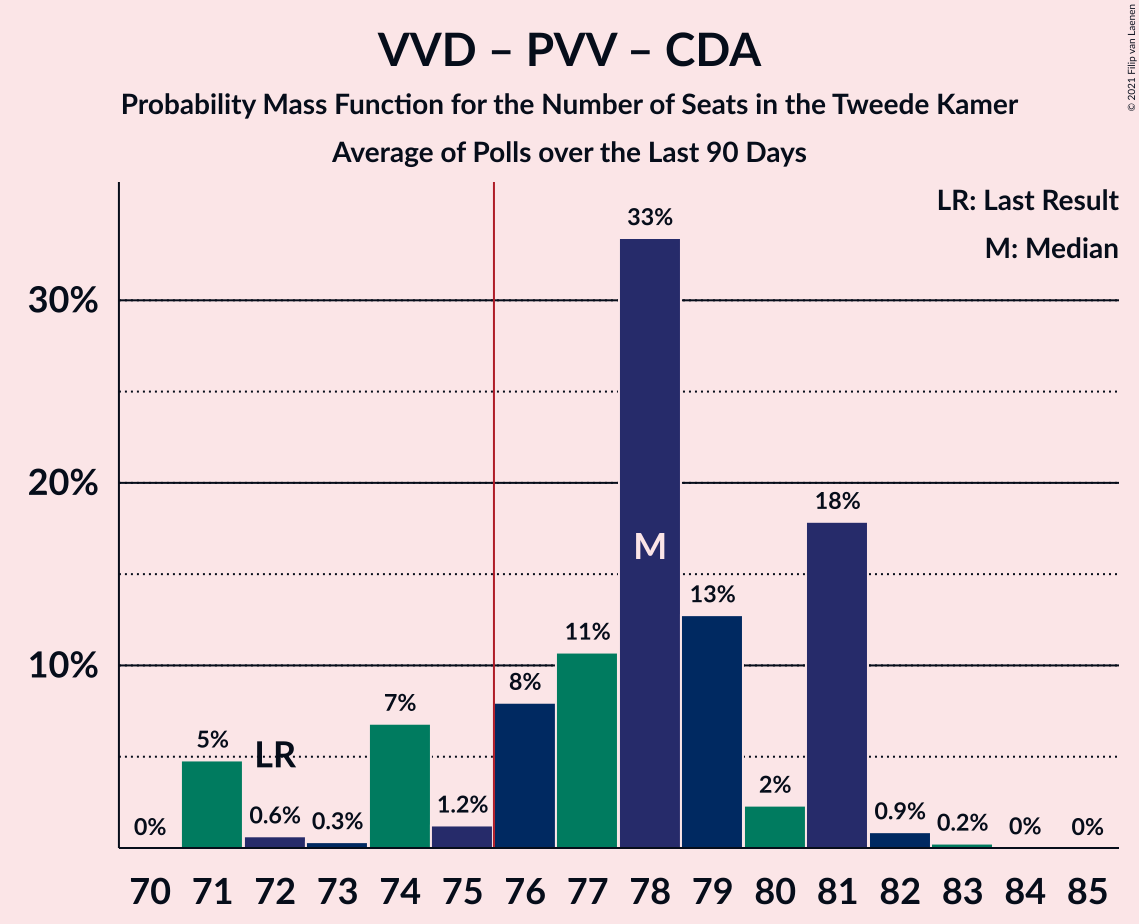 VVD – PVV – CDA
Probability Mass Function for the Number of Seats in the Tweede Kamer
Average of Polls over the Last 90 Days
© 2021 Filip van Laenen
LR: Last Result
M: Median
30%
20%
10%
0%
5%
LR
0.6%
0.3%
7%
1.2%
8%
11%
33%
M
13%
2%
18%
0.9%
0.2%
0%
0%
70 71 72 73 74 75 76 77 78 79 80 81 82 83 84 85